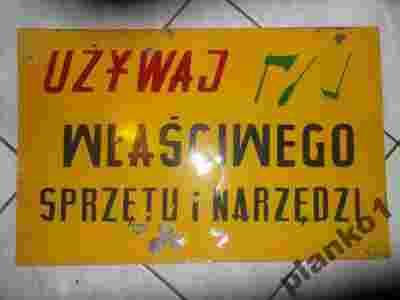 UŻYWAJ
WŁAŚCIWEGO
SPRZĘTU i NARZĘDZI
planko1